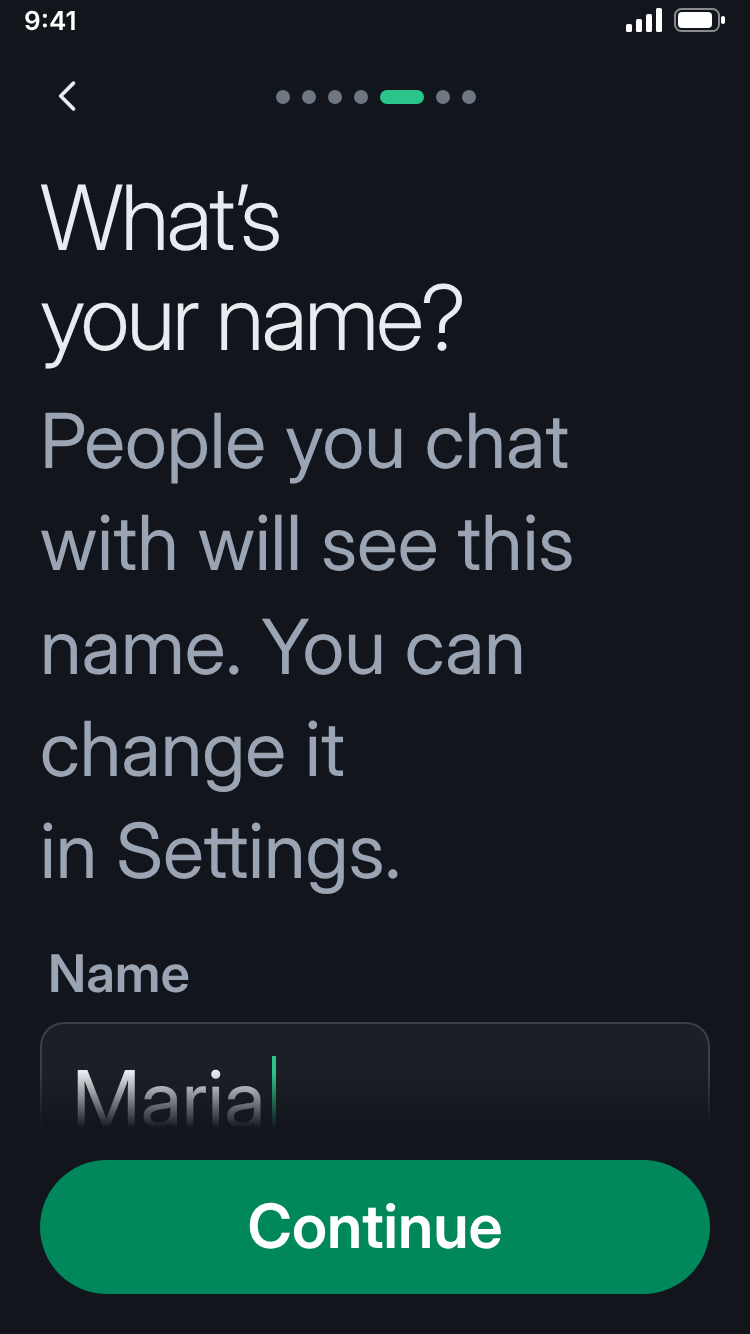 9:41
What’s
your name?
People you chat
with will see this
name. You can
change it
in Settings.
Name
Maria
Continue